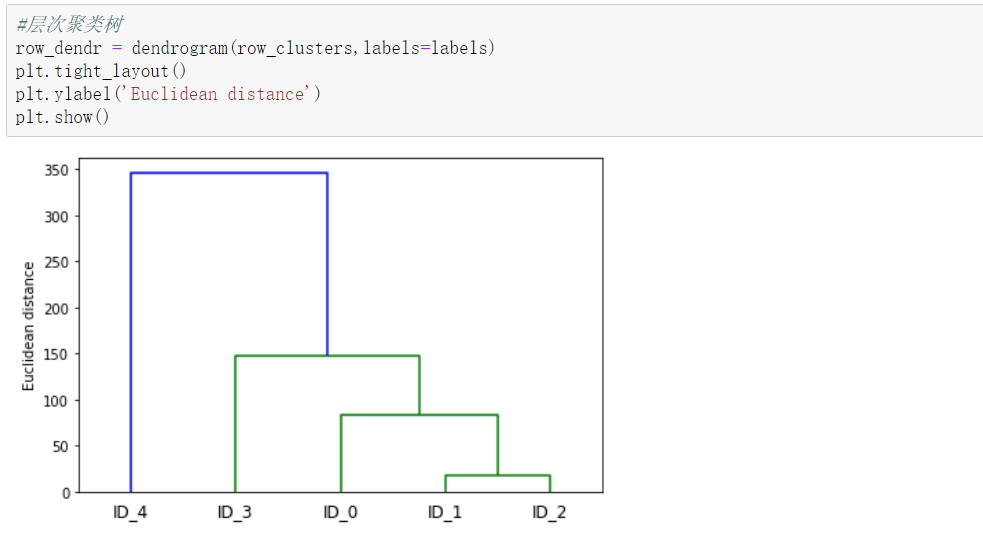 #层次聚类树
row_dendr = dendrogram(row_clusters,labels=labels)
plt.tight_layout()
plt.ylabel('Euclidean distance')
plt.show()
350
300
250
200
150
100
50
0
Euclidean distance
ID_4 ID_3 ID_0 ID_1 ID_2